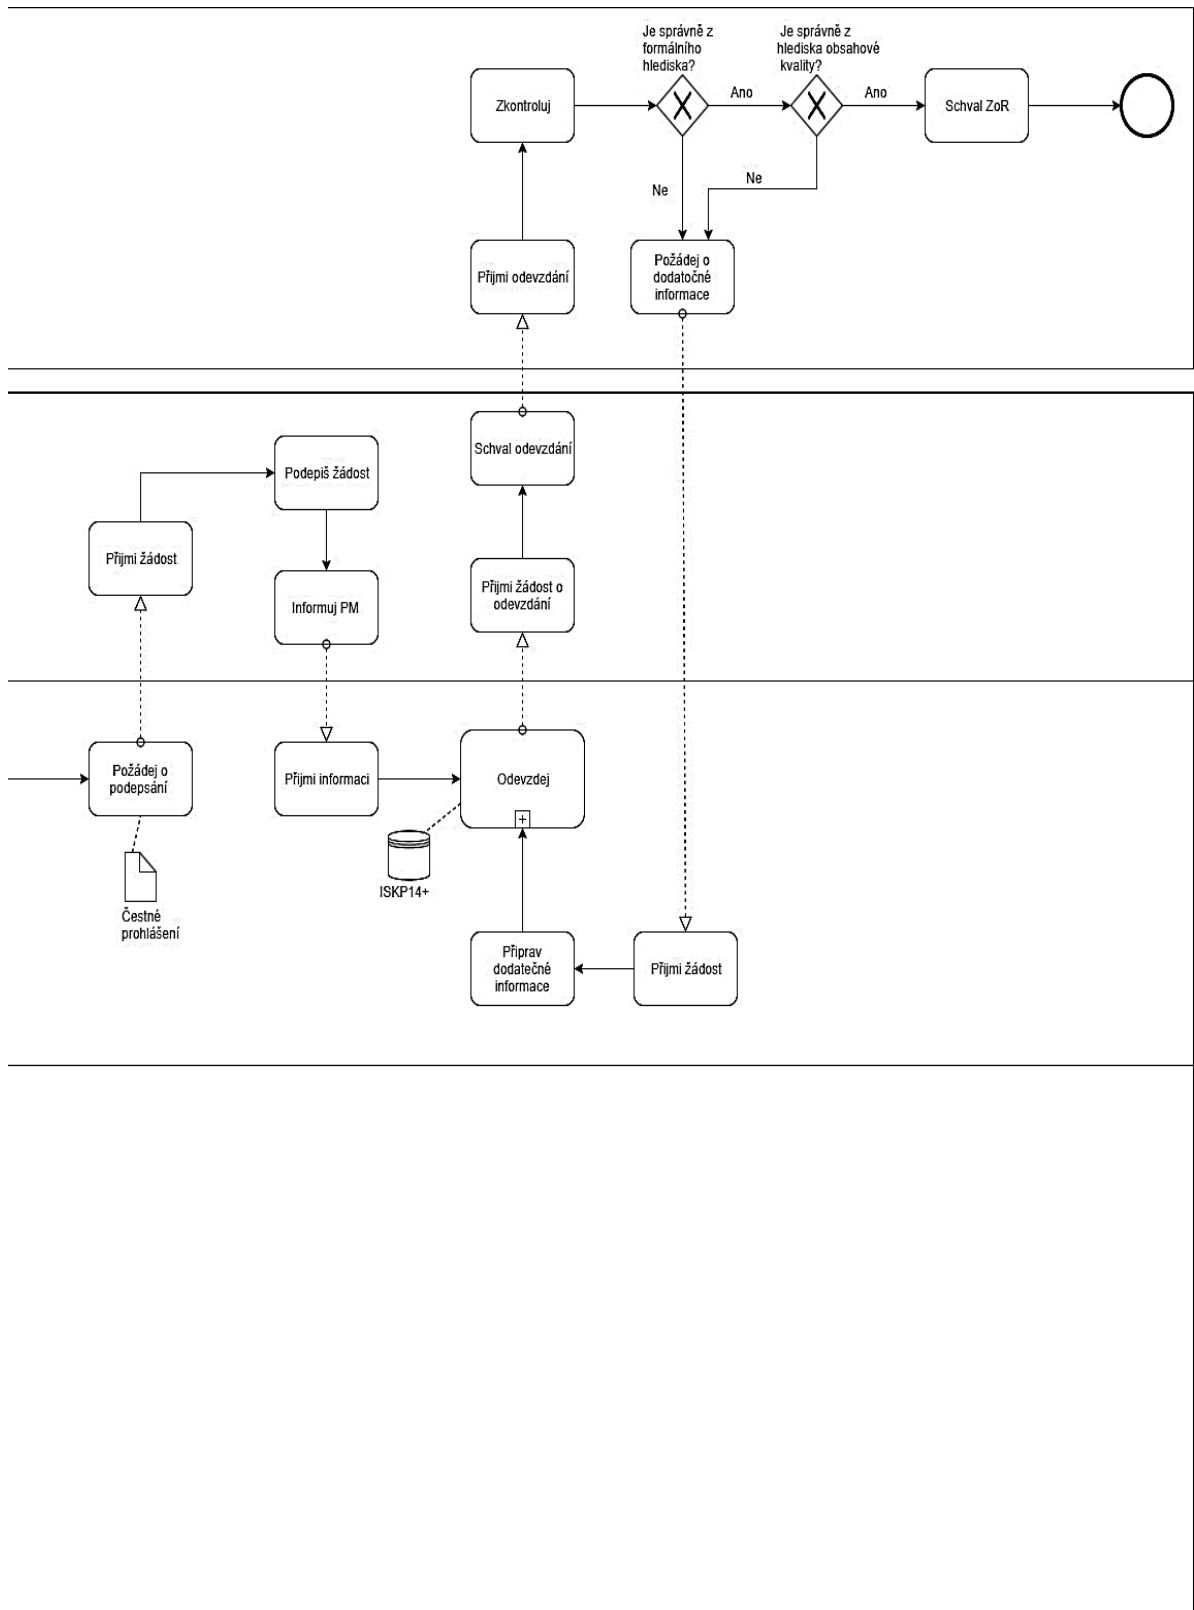 Je správně z
formálního
hlediska?
Je správně z
hlediska obsahové
kvality?
Zkontroluj
Ano
Ano
Schval ZoR
Ne
Ne
Přijmi odevzdání
Požádej o
dodatočné
informace
Schval odevzdání
Podepiš žádost
Přijmi žádost
Informuj PM
Přijmi žádost o
odevzdání
Požádej o
podepsání
Přijmi informaci
Odevzdej
ISKP14+
Čestné
prohlášení
Připrav
dodatečné
informace
Přijmi žádost